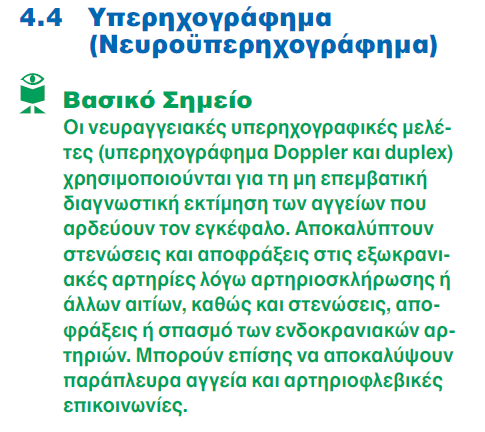 4.4 Υπερηχογράφημα
(Νευροϋπερηχογράφημα)
Βασικό Σημείο
Οι νευραγγειακές υπερηχογραφικές μελέ-
τες (υπερηχογράφημα Doppler και duplex)
χρησιμοποιούνται για τη μη επεμβατική
διαγνωστική εκτίμηση των αγγείων που
αρδεύουν τον εγκέφαλο. Αποκαλύπτουν
στενώσεις και αποφράξεις στις εξωκρανι-
ακές αρτηρίες λόγω αρτηριοσκλήρωσης ή
άλλων αιτίων, καθώς και στενώσεις, απο-
φράξεις ή σπασμό των ενδοκρανιακών αρ-
τηριών. Μπορούν επίσης να αποκαλύψουν
παράπλευρα αγγεία και αρτηριοφλεβικές
επικοινωνίες.